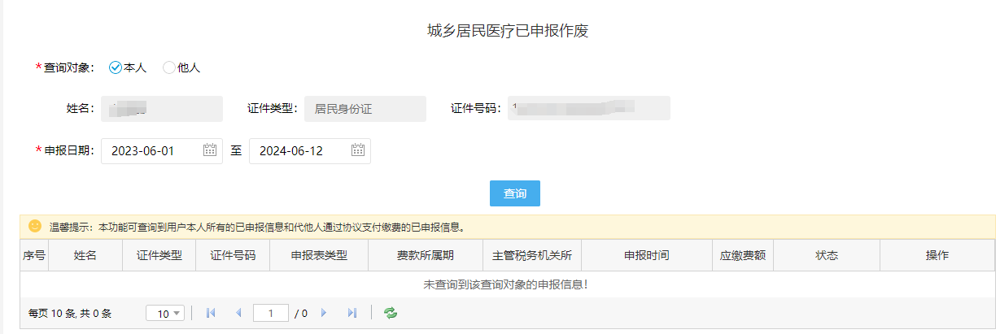 城乡居民医疗已申报作废
*查询对象： 本人 他人
姓名： 证件类型： 居民身份证 证件号码：
*申报日期： 2023-06-01 至 2024-06-12
查询
温馨提示：本功能可查询到用户本人所有的已申报信息和代他人通过协议支付缴费的已申报信息。
序号 姓名 证件类型 证件号码 申报表类型 费款所属期 主管税务机关所 申报时间 应缴费额 状态 操作
未查询到该查询对象的申报信息！
每页 10 条, 共 0 条 10 1 / 0